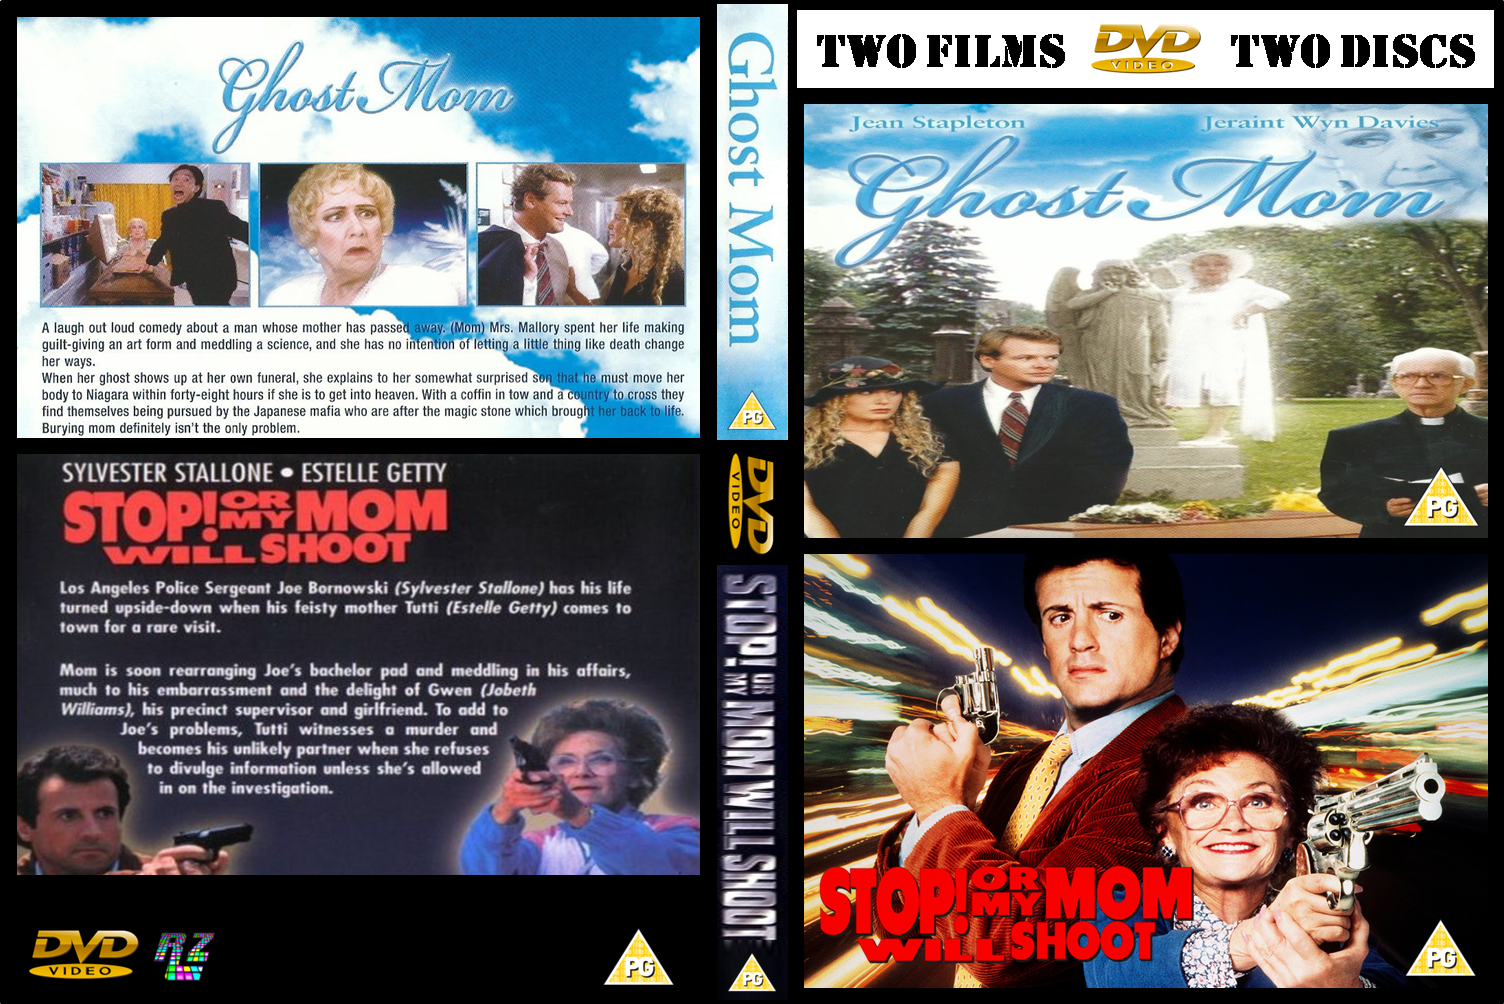 Ghost Mom
A laugh out loud comedy about a man whose mother has passed away. (Mom) Mrs. Mallory spent her life making
guilt-giving an art form and meddling a science, and she has no intention of letting a little thing like death change
her ways.
When her ghost shows up at her own funeral, she explains to her somewhat surprised son that he must move her
body to Niagara within forty-eight hours if she is to get into heaven. With a coffin in tow and a country to cross they
find themselves being pursued by the Japanese mafia who are after the magic stone which brought her back to life.
Burying mom definitely isn't the only problem.
SYLVESTER STALLONE • ESTELLE GETTY
STOP! OR MY MOM
WILL SHOOT
Los Angeles Police Sergeant Joe Bornowski (Sylvester Stallone) has his life
turned upside-down when his feisty mother Tutti (Estelle Getty) comes to
town for a rare visit.
Mom is soon rearranging Joe's bachelor pad and meddling in his affairs,
much to his embarrassment and the delight of Gwen (Jobeth
Williams), his precinct supervisor and girlfriend. To add to
Joe's problems, Tutti witnesses a murder and
becomes his unlikely partner when she refuses
to divulge information unless she's allowed
in on the investigation.
DVD
VIDEO
RZ
PG
Ghost Mom
PG
DVD
VIDEO
STOP! OR MY MOM WILL SHOOT
PG
TWO FILMS DVD VIDEO TWO DISCS
Jean Stapleton Jeraint Wyn Davies
Ghost Mom
PG
STOP! OR MY MOM
WILL SHOOT
PG